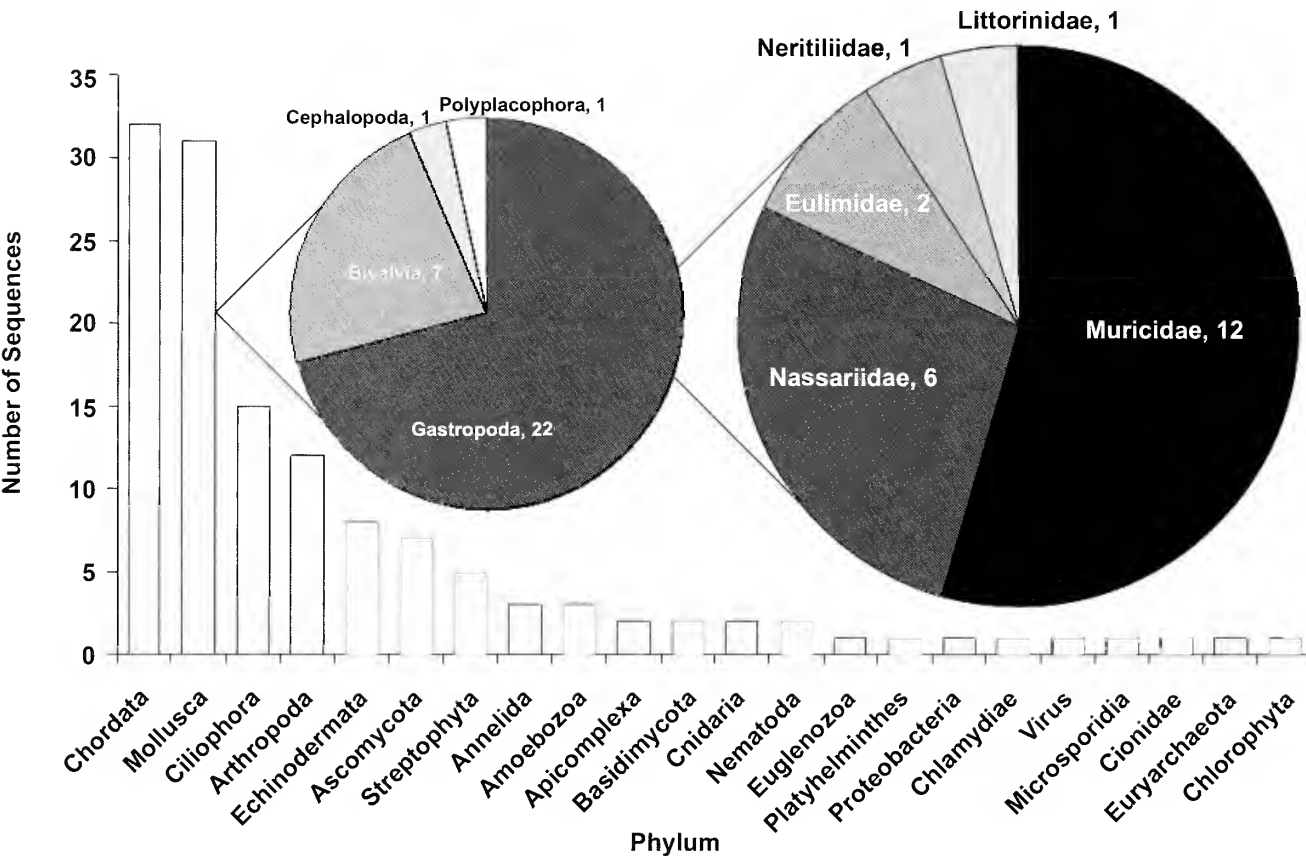 Littorinidae, 1
Neritiliidae, 1
Cephalopoda, 1
Polyplacophora, 1
Eulimidae, 2
Bivalvia, 7
Muricidae, 12
Nassariidae, 6
Gastropoda, 22
Number of Sequences
35
30
25
20
15
10
5
0
Chordata
Mollusca
Ciliophora
Arthropoda
Echinodermata
Ascomycota
Streptophyta
Annelida
Amoebozoa
Apicomplexa
Basidimycota
Cnidaria
Nematoda
Euglenozoa
Platyhelminthes
Proteobacteria
Chlamydiae
Virus
Microsporidia
Cionidae
Euryarchaeota
Chlorophyta
Phylum